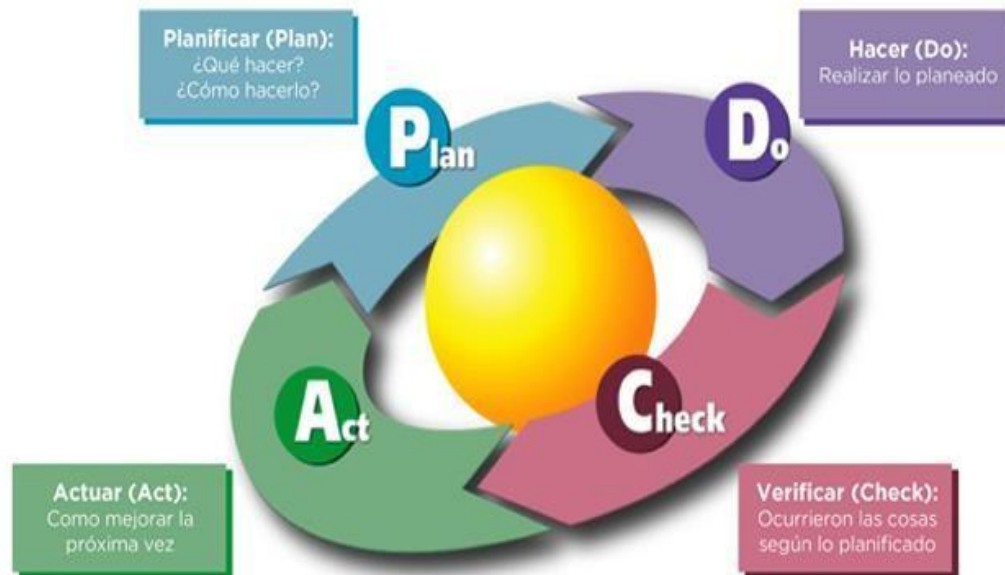 Planificar (Plan):
¿Qué hacer?
¿Cómo hacerlo?
Hacer (Do):
Realizar lo planeado
Plan
Do
Act
Check
Actuar (Act):
Como mejorar la
próxima vez
Verificar (Check):
Ocurrieron las cosas
según lo planificado